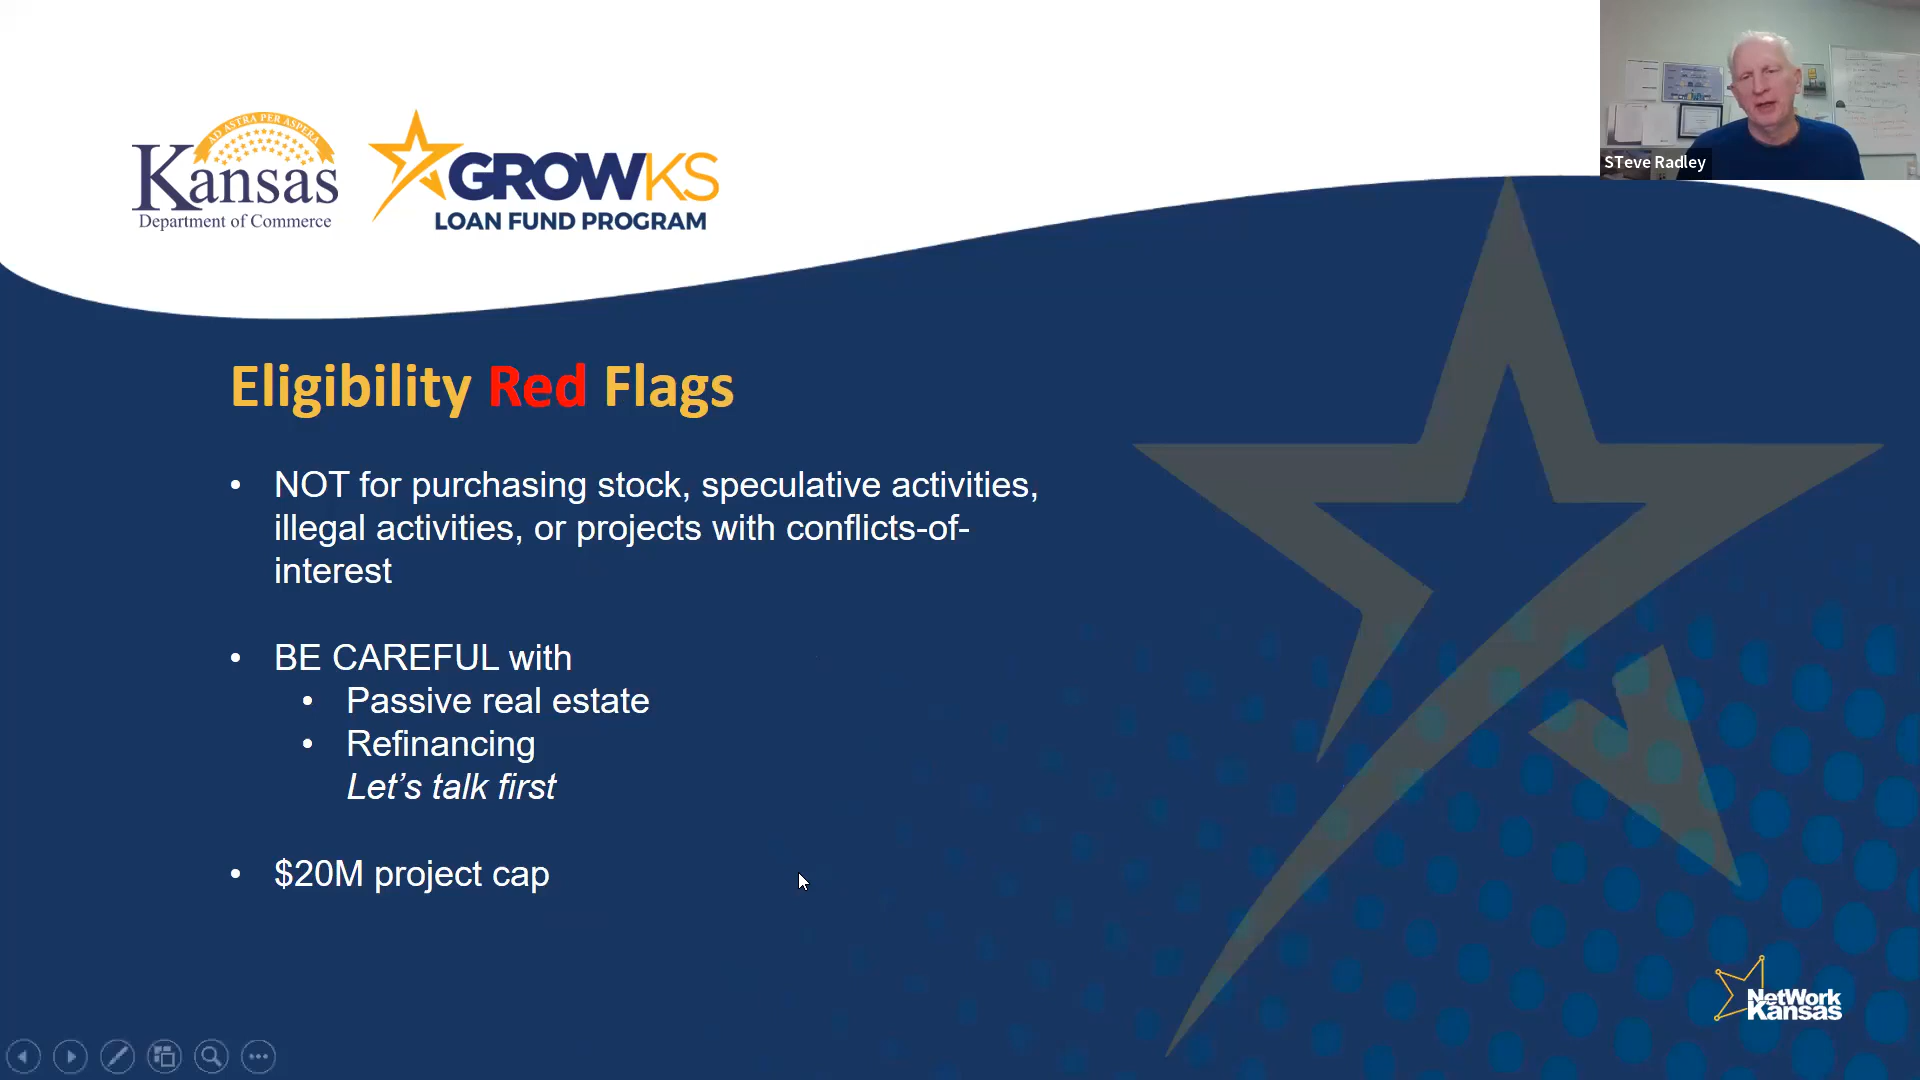 AD ASTRA PER ASPERA
Kansas
Department of Commerce
GROWKS
LOAN FUND PROGRAM
STeve Radley
Eligibility Red Flags
• NOT for purchasing stock, speculative activities,
illegal activities, or projects with conflicts-of-
interest
• BE CAREFUL with
• Passive real estate
• Refinancing
Let’s talk first
• $20M project cap
NetWork
Kansas